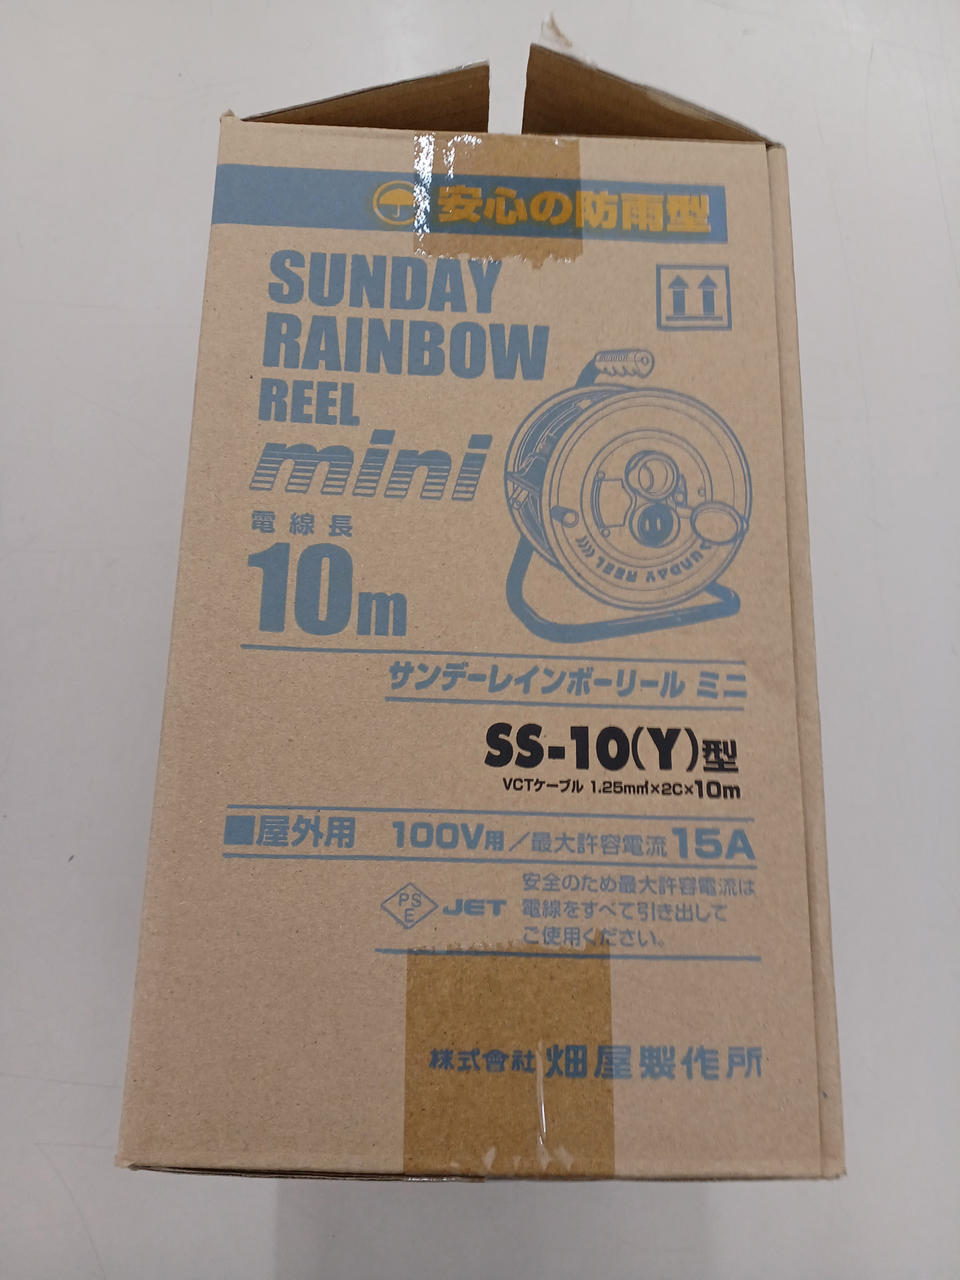 安心の防雨型
SUNDAY
RAINBOW
REEL
mini
電線長
10m
SUNDAY REEL
サンデーレインボーリール ミニ
SS-10(Y)型
VCTケーブル 1.25mm²×2C×10m
■屋外用 100V用/最大許容電流15A
PS
E
JET
安全のため最大許容電流は
電線をすべて引き出して
ご使用ください。
株式會社 畑屋製作所